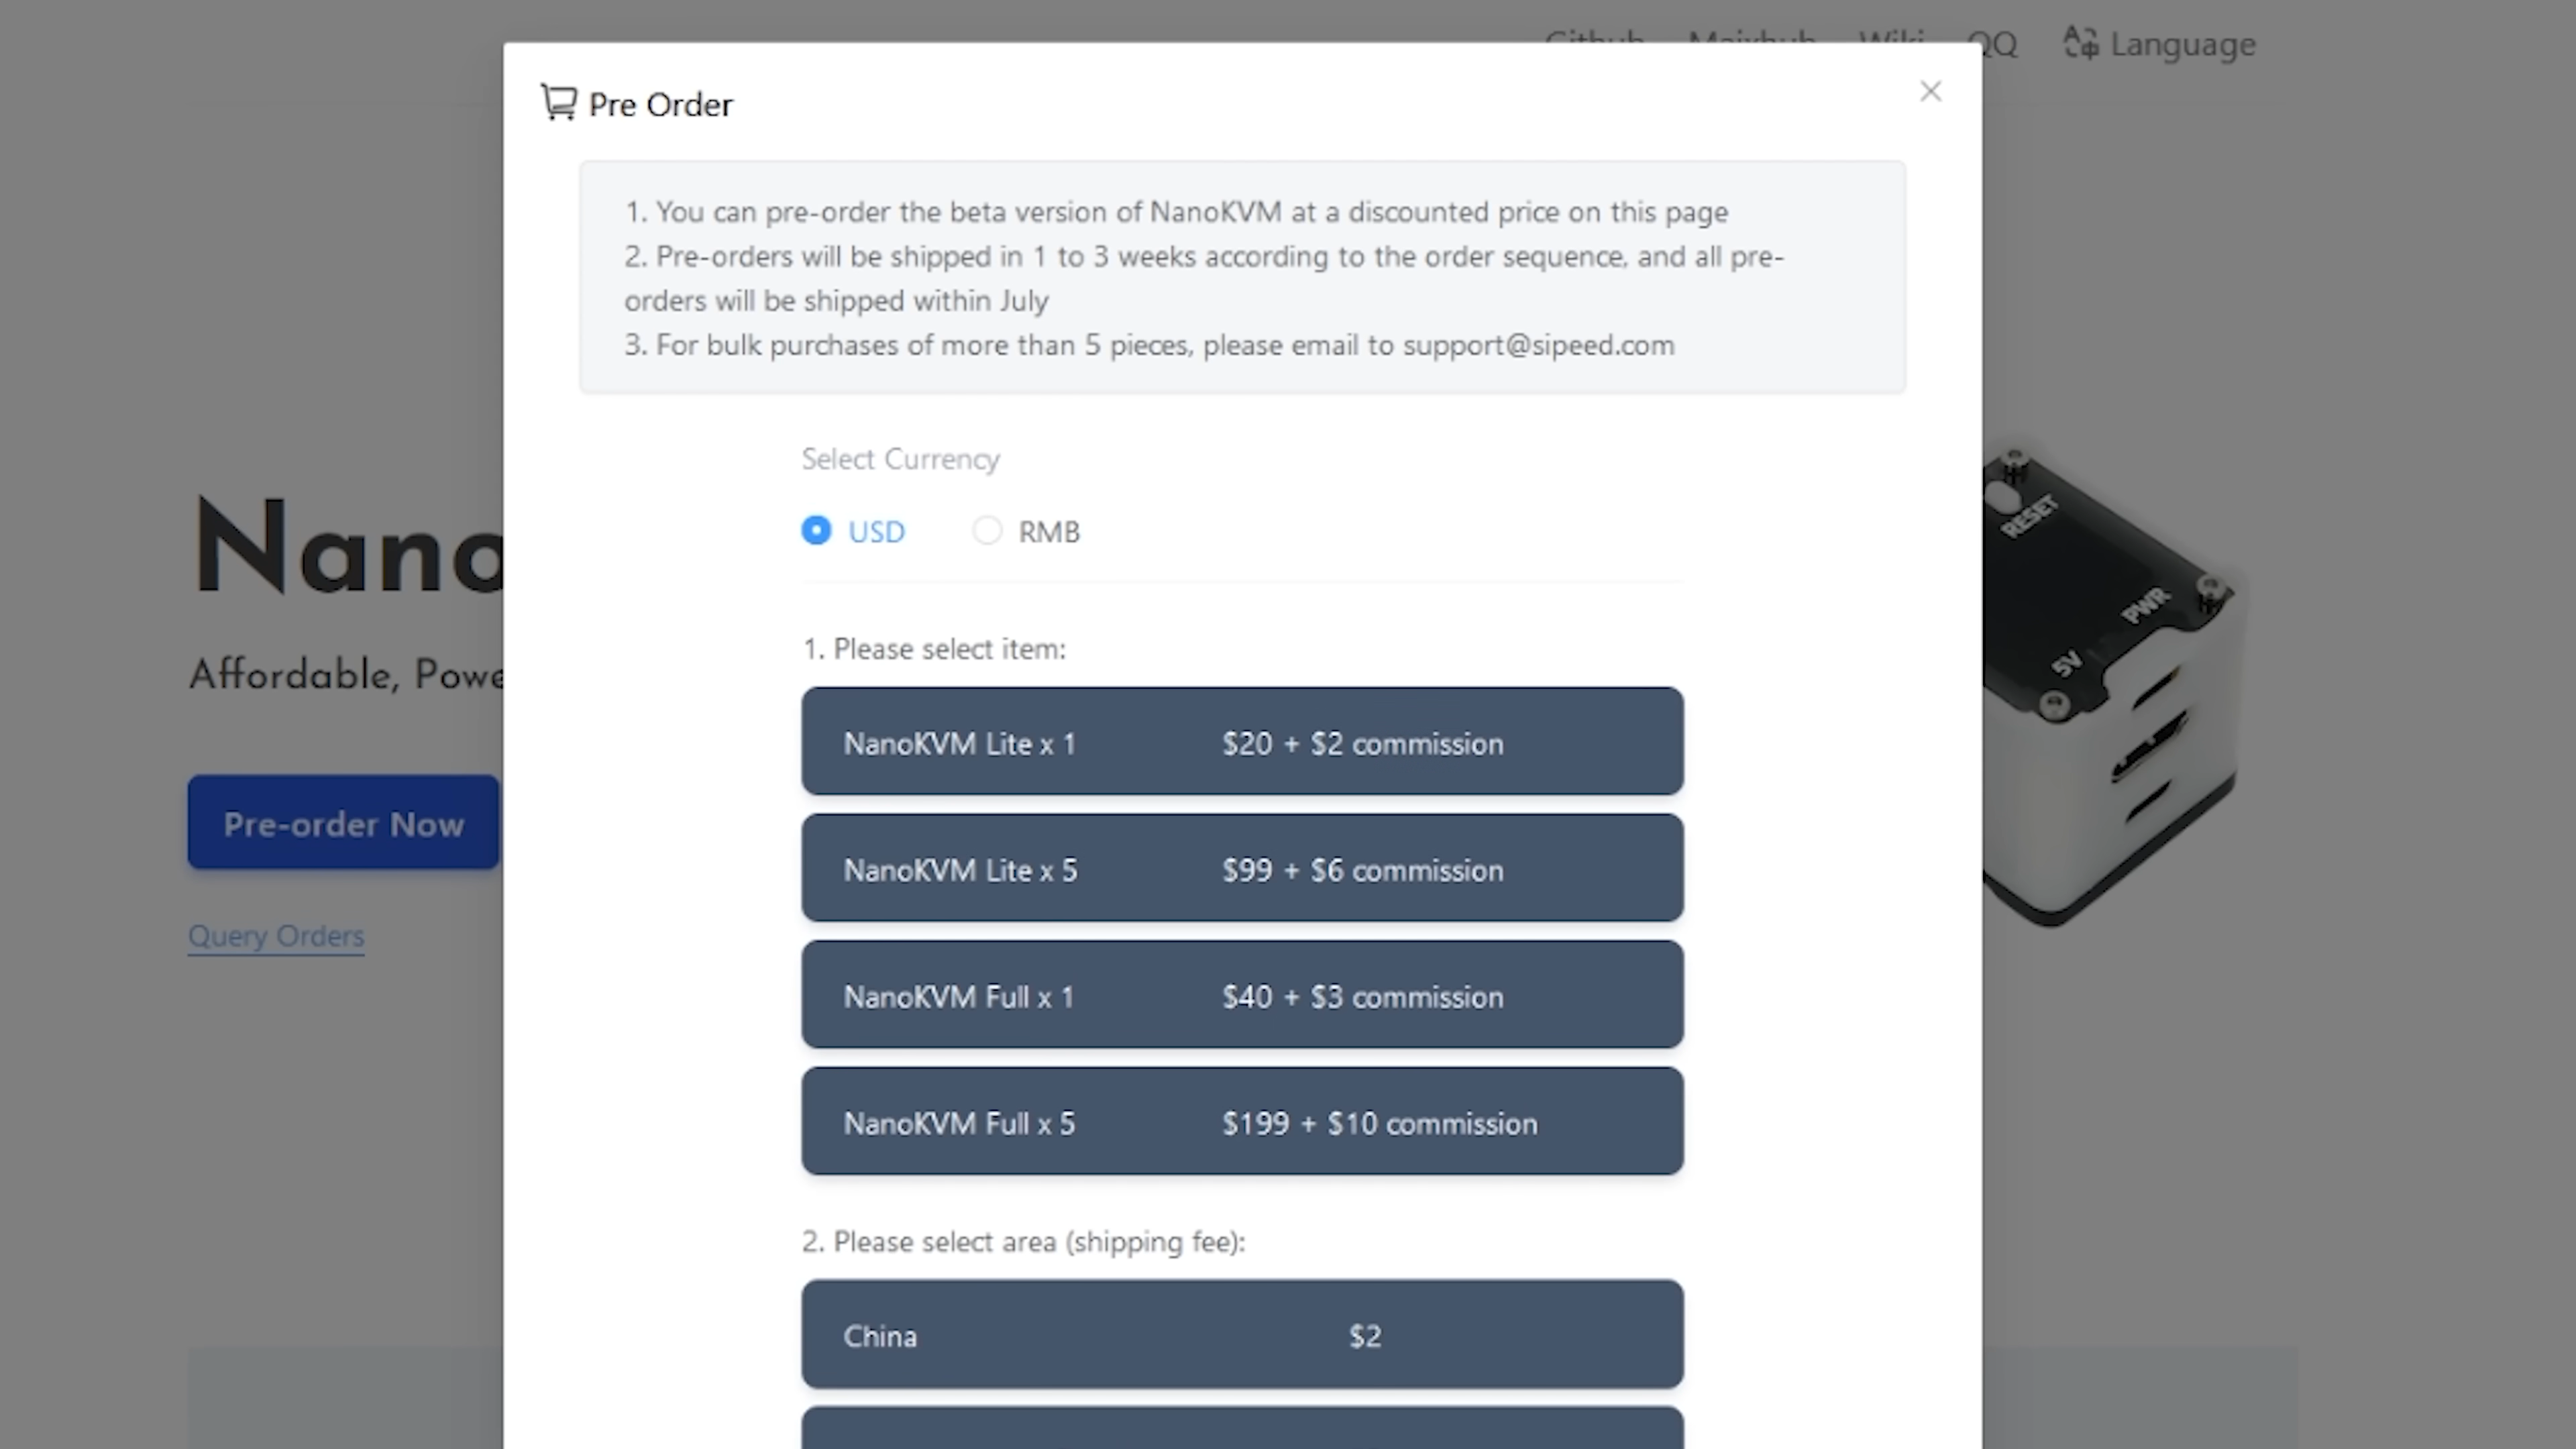 QQ
Language
Pre Order
1. You can pre-order the beta version of NanoKVM at a discounted price on this page
2. Pre-orders will be shipped in 1 to 3 weeks according to the order sequence, and all pre-
orders will be shipped within July
3. For bulk purchases of more than 5 pieces, please email to support@sipeed.com
Select Currency
USD RMB
Nano
Affordable, Powe
Pre-order Now
Query Orders
RESET
PWR
5V
1. Please select item:
NanoKVM Lite x 1 $20 + $2 commission
NanoKVM Lite x 5 $99 + $6 commission
NanoKVM Full x 1 $40 + $3 commission
NanoKVM Full x 5 $199 + $10 commission
2. Please select area (shipping fee):
China $2